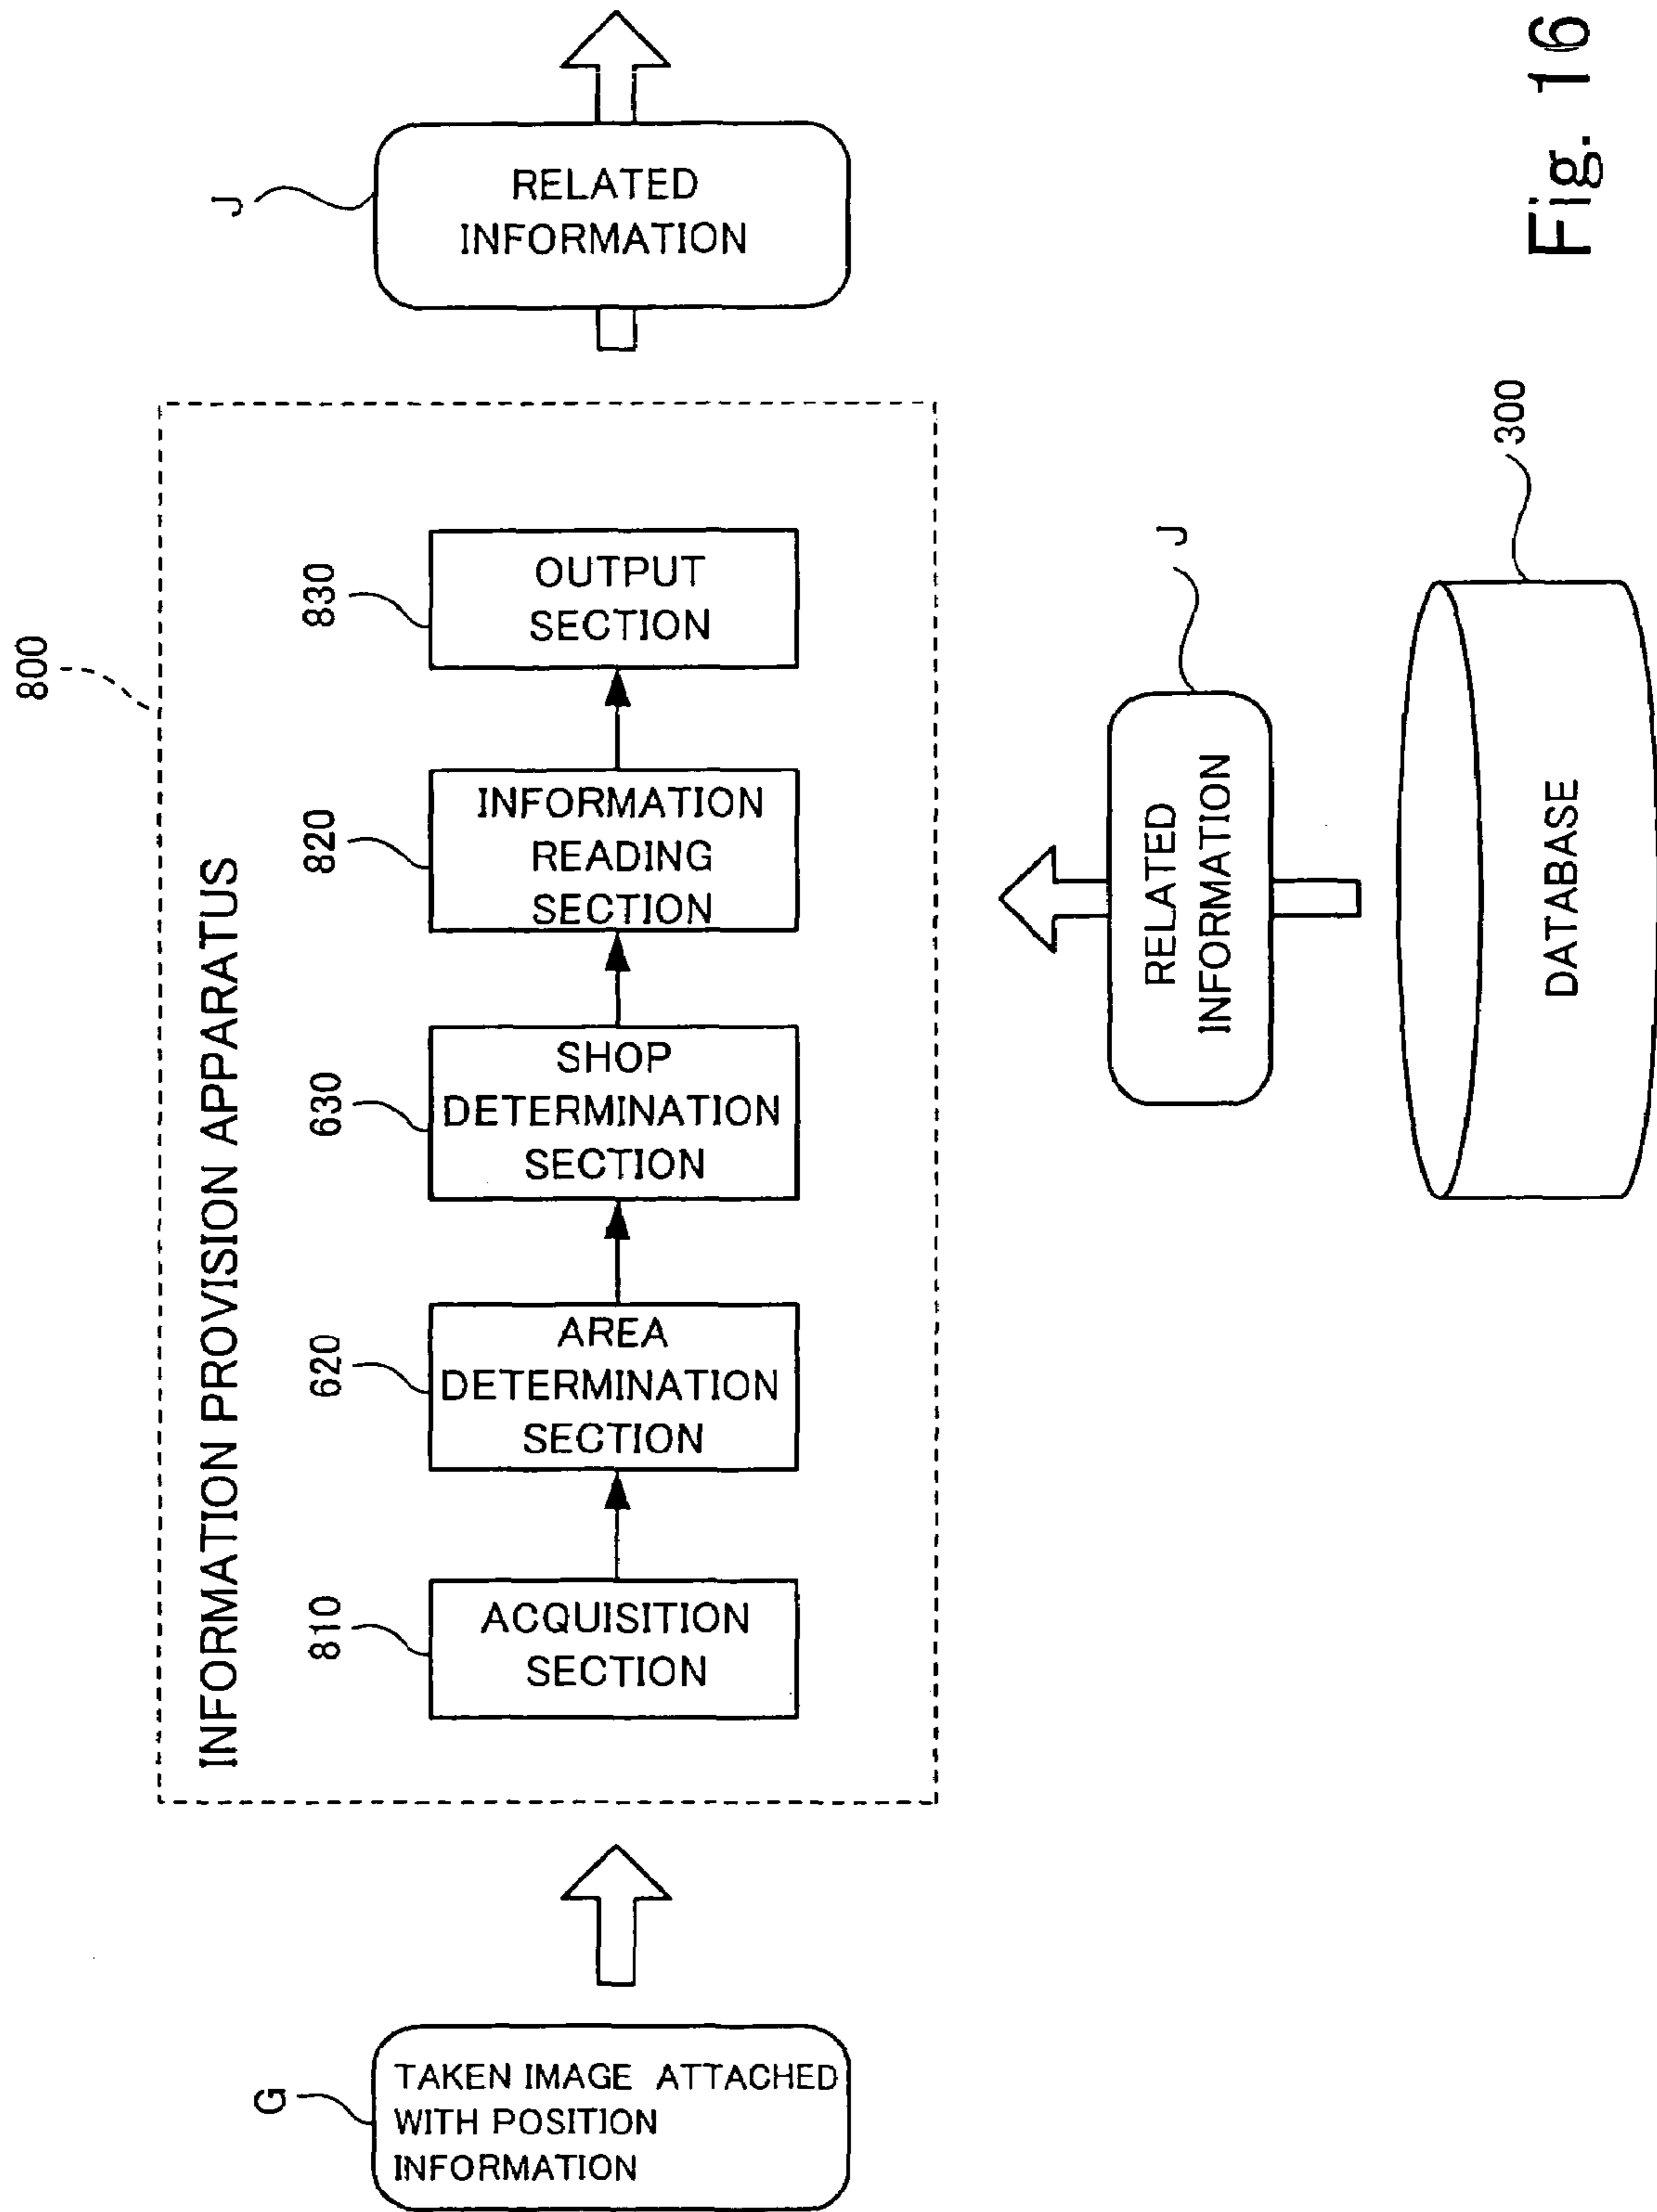 800
INFORMATION PROVISION APPARATUS
G
TAKEN IMAGE ATTACHED
WITH POSITION
INFORMATION
810
ACQUISITION
SECTION
620
AREA
DETERMINATION
SECTION
630
SHOP
DETERMINATION
SECTION
820
INFORMATION
READING
SECTION
830
OUTPUT
SECTION
J
RELATED
INFORMATION
J
RELATED
INFORMATION
300
DATABASE
Fig. 16